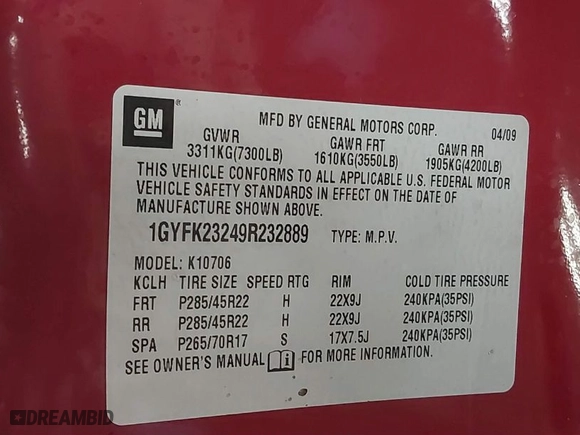 GM
MFD BY GENERAL MOTORS CORP. 04/09
GVWR GAWR FRT GAWR RR
3311KG(7300LB) 1610KG(3550LB) 1905KG(4200LB)
THIS VEHICLE CONFORMS TO ALL APPLICABLE U.S. FEDERAL MOTOR
VEHICLE SAFETY STANDARDS IN EFFECT ON THE DATE OF
MANUFACTURE SHOWN ABOVE.
1GYFK23249R232889 TYPE: M.P.V.
MODEL: K10706
KCLH TIRE SIZE SPEED RTG RIM COLD TIRE PRESSURE
FRT P285/45R22 H 22X9J 240KPA(35PSI)
RR P285/45R22 H 22X9J 240KPA(35PSI)
SPA P265/70R17 S 17X7.5J 240KPA(35PSI)
SEE OWNER'S MANUAL FOR MORE INFORMATION.
DREAMBID